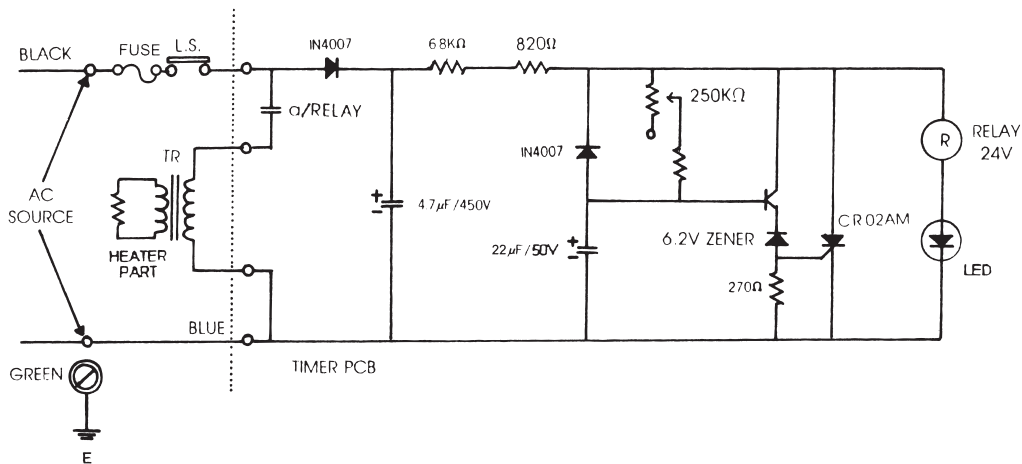 BLACK
FUSE
L.S.
IN4007
68KΩ
820Ω
a/RELAY
250KΩ
RELAY
24V
R
IN4007
TR
AC
SOURCE
+
-
4.7µF/450V
HEATER
PART
+
-
22µF/50V
6.2V ZENER
CR02AM
LED
270Ω
BLUE
TIMER PCB
GREEN
E